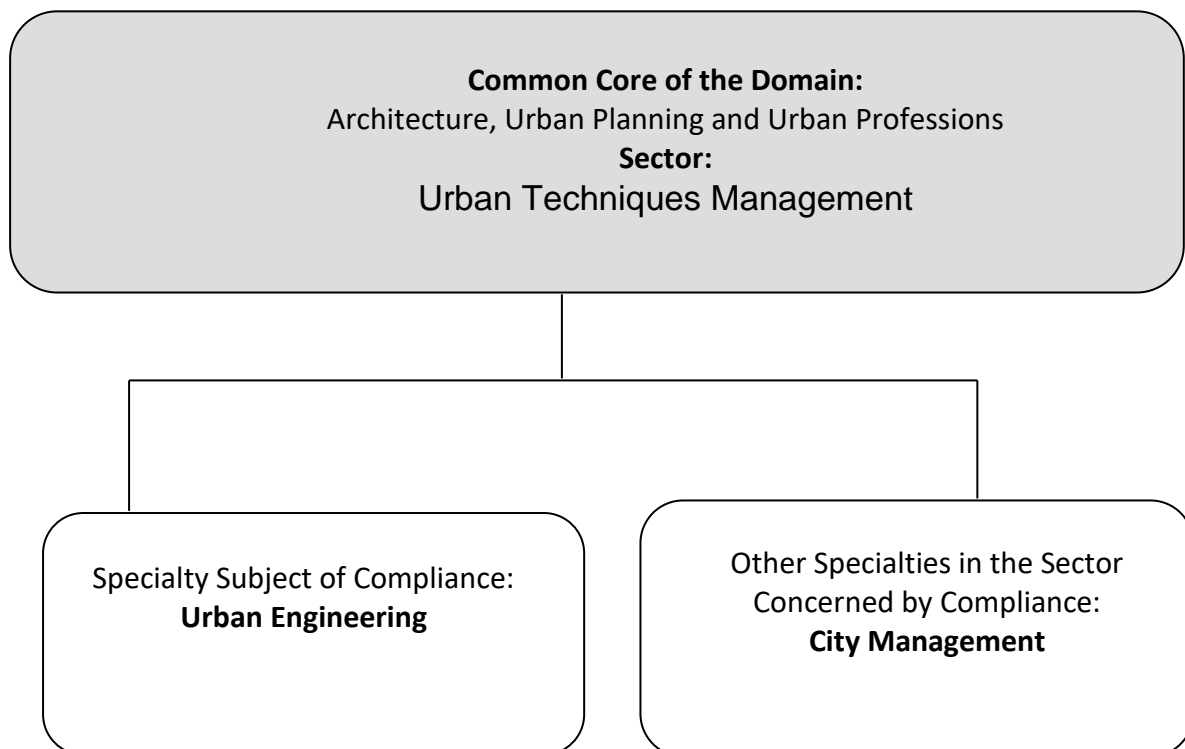 Common Core of the Domain:
Architecture, Urban Planning and Urban Professions
Sector:
Urban Techniques Management
Specialty Subject of Compliance:
Urban Engineering
Other Specialties in the Sector
Concerned by Compliance:
City Management